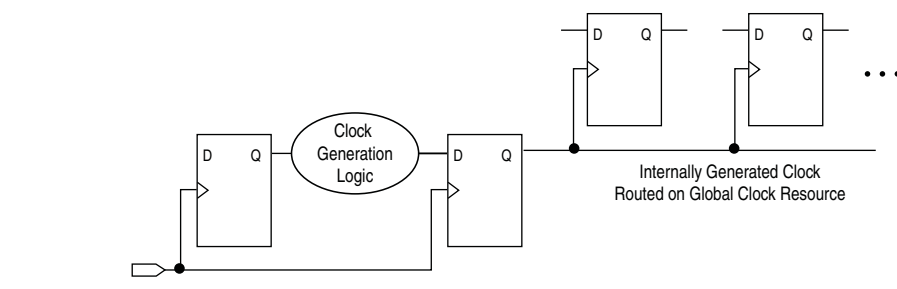 D Q
D Q
Clock
Generation
Logic
D Q
D Q
Internally Generated Clock
Routed on Global Clock Resource